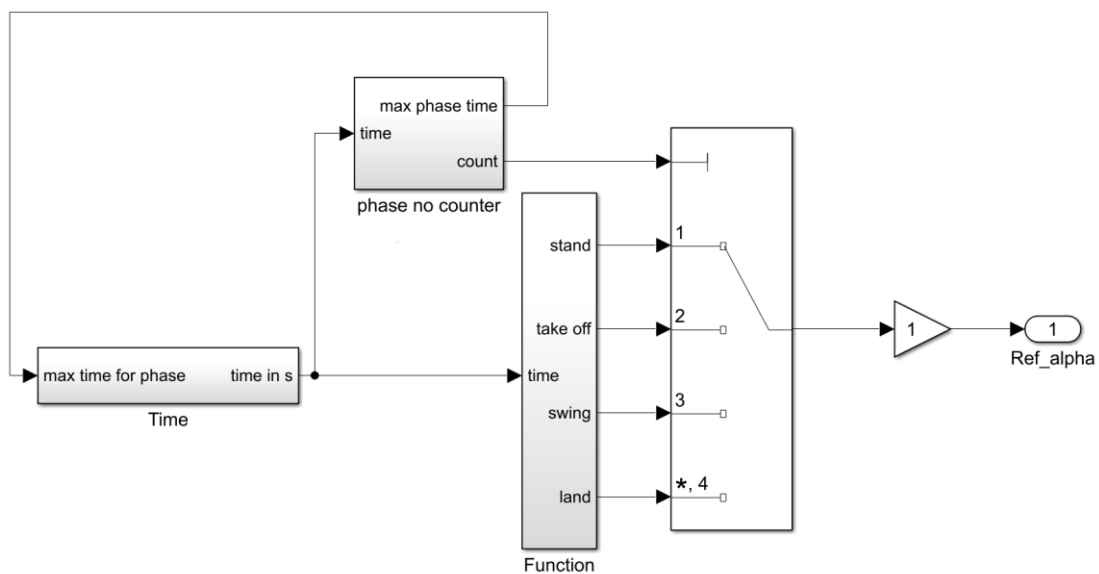 max phase time
time
count
phase no counter
stand
1
take off
2
1
1
Ref_alpha
max time for phase
time in s
time
Time
swing
3
land
*, 4
Function